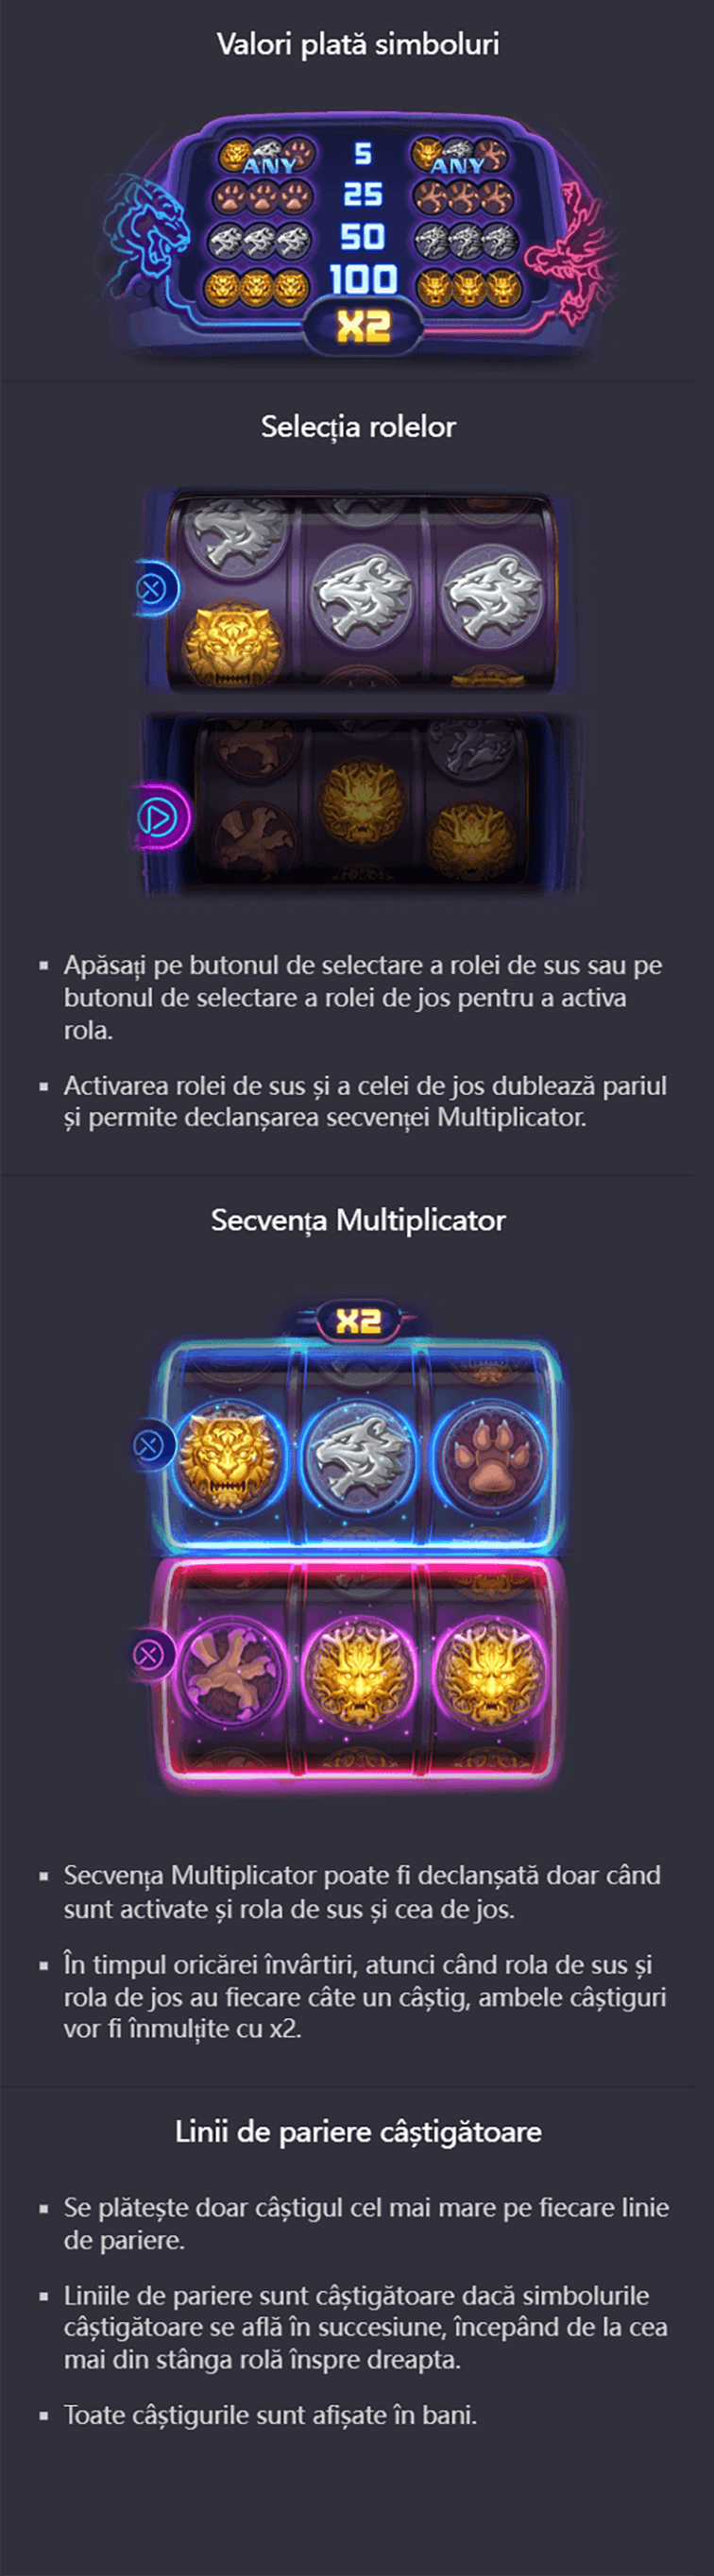 Valori plată simboluri
ANY 5 ANY
25
50
100
X2
Selecția rolelor
▪ Apăsați pe butonul de selectare a rolei de sus sau pe
butonul de selectare a rolei de jos pentru a activa
rola.
▪ Activarea rolei de sus și a celei de jos dublează pariul
și permite declanșarea secvenței Multiplicator.
Secvența Multiplicator
X2
▪ Secvența Multiplicator poate fi declanșată doar când
sunt activate și rola de sus și cea de jos.
▪ În timpul oricărei învârtiri, atunci când rola de sus și
rola de jos au fiecare câte un câștig, ambele câștiguri
vor fi înmulțite cu x2.
Linii de pariere câștigătoare
▪ Se plătește doar câștigul cel mai mare pe fiecare linie
de pariere.
▪ Liniile de pariere sunt câștigătoare dacă simbolurile
câștigătoare se află în succesiune, începând de la cea
mai din stânga rolă înspre dreapta.
▪ Toate câștigurile sunt afișate în bani.